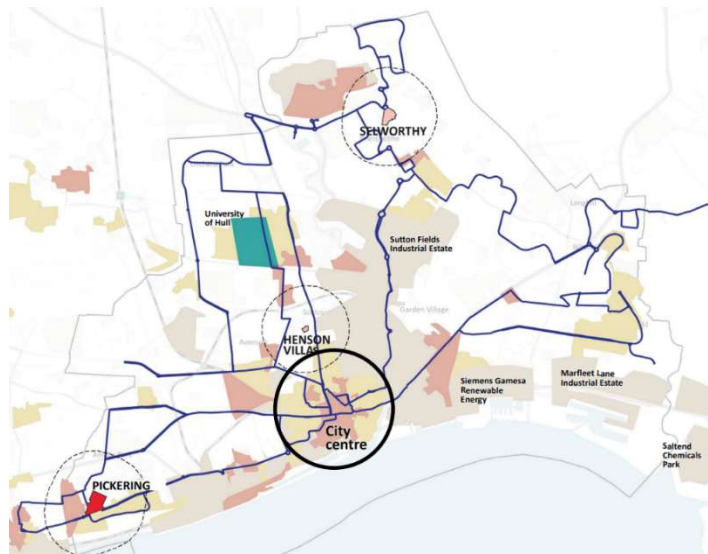 SELWORTHY
University
of Hull
Sutton Fields
Industrial Estate
Garden Village
HENSON
VILLAS
Siemens Gamesa
Renewable
Energy
Marfleet Lane
Industrial Estate
City
centre
Saltend
Chemicals
Park
PICKERING